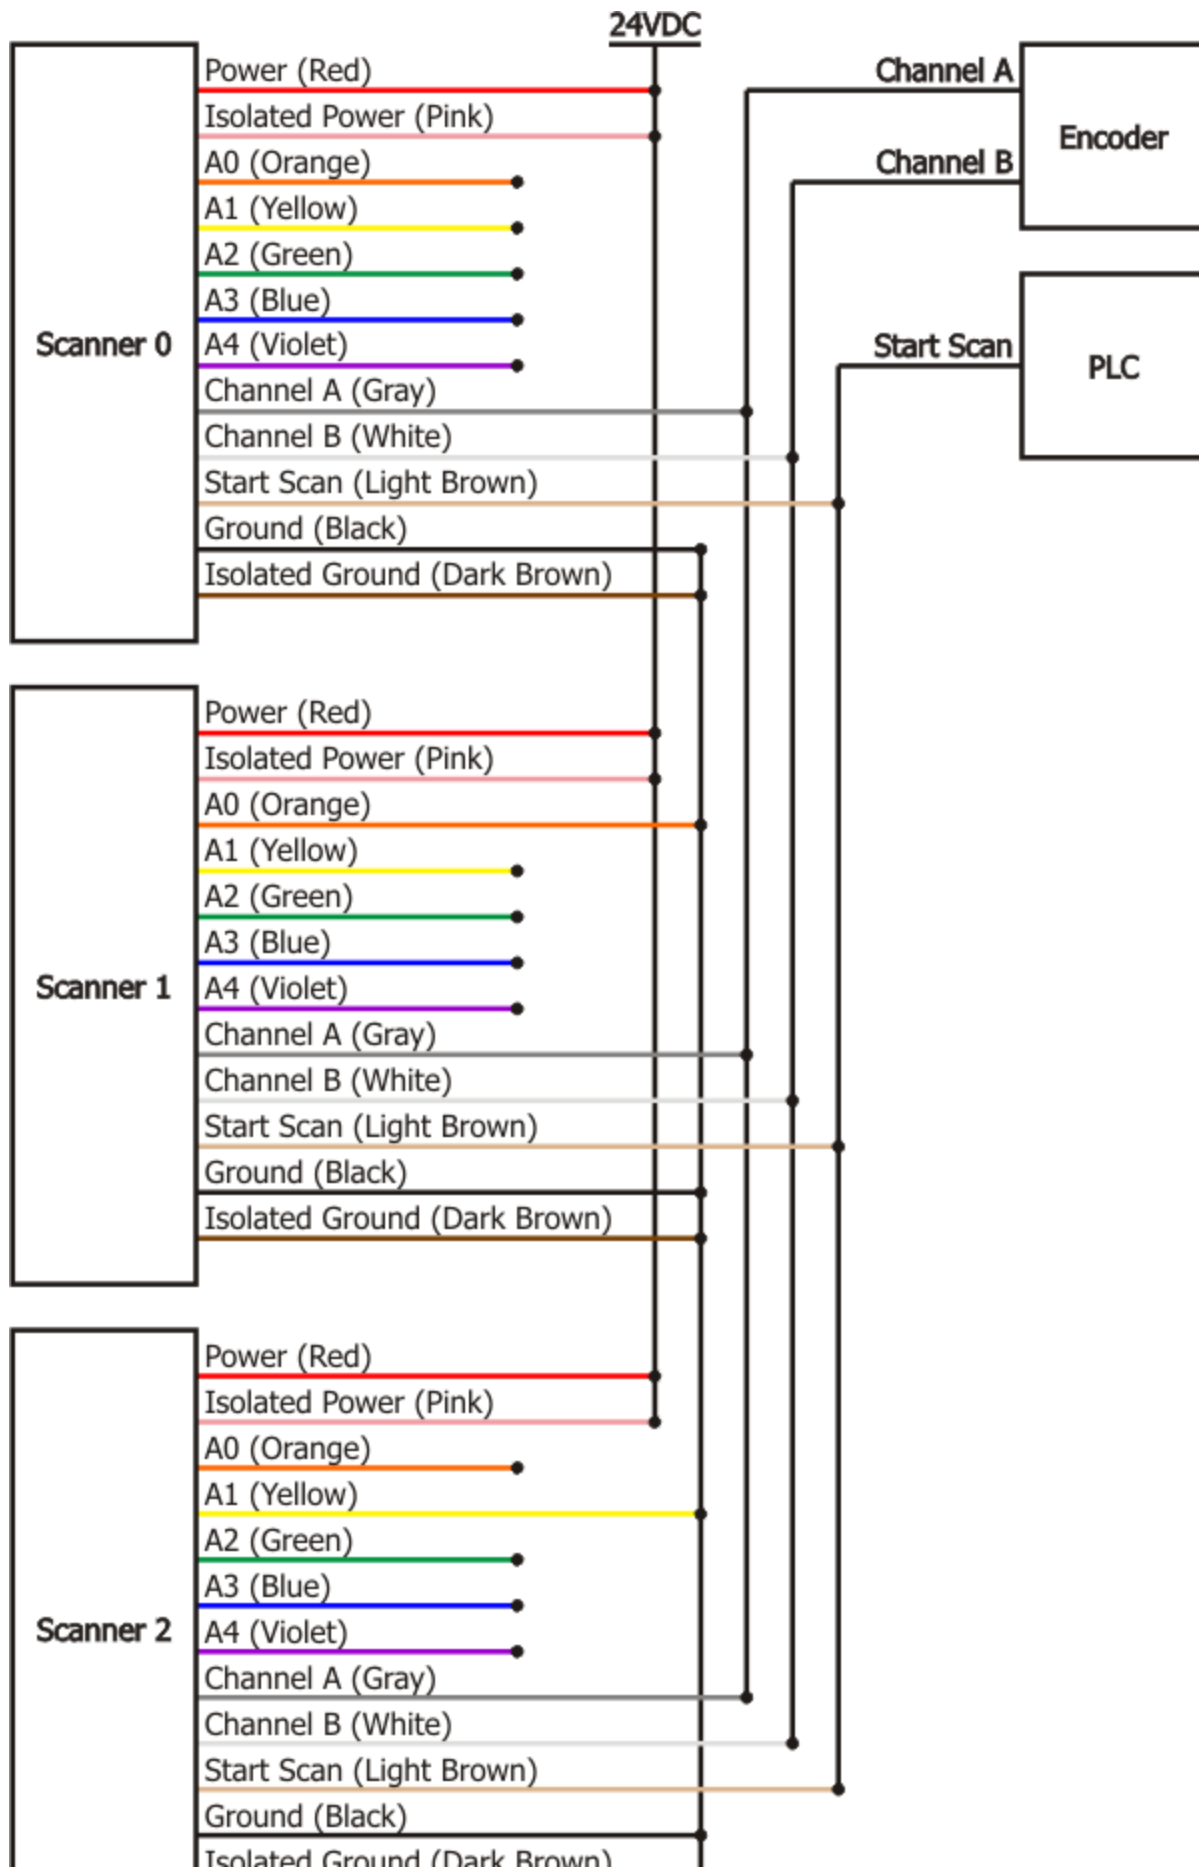 24VDC
Power (Red)
Isolated Power (Pink)
A0 (Orange)
A1 (Yellow)
A2 (Green)
A3 (Blue)
Scanner 0
A4 (Violet)
Channel A (Gray)
Channel B (White)
Start Scan (Light Brown)
Ground (Black)
Isolated Ground (Dark Brown)
Channel A
Encoder
Channel B
Start Scan
PLC
Power (Red)
Isolated Power (Pink)
A0 (Orange)
A1 (Yellow)
A2 (Green)
A3 (Blue)
Scanner 1
A4 (Violet)
Channel A (Gray)
Channel B (White)
Start Scan (Light Brown)
Ground (Black)
Isolated Ground (Dark Brown)
Power (Red)
Isolated Power (Pink)
A0 (Orange)
A1 (Yellow)
A2 (Green)
A3 (Blue)
Scanner 2
A4 (Violet)
Channel A (Gray)
Channel B (White)
Start Scan (Light Brown)
Ground (Black)
Isolated Ground (Dark Brown)